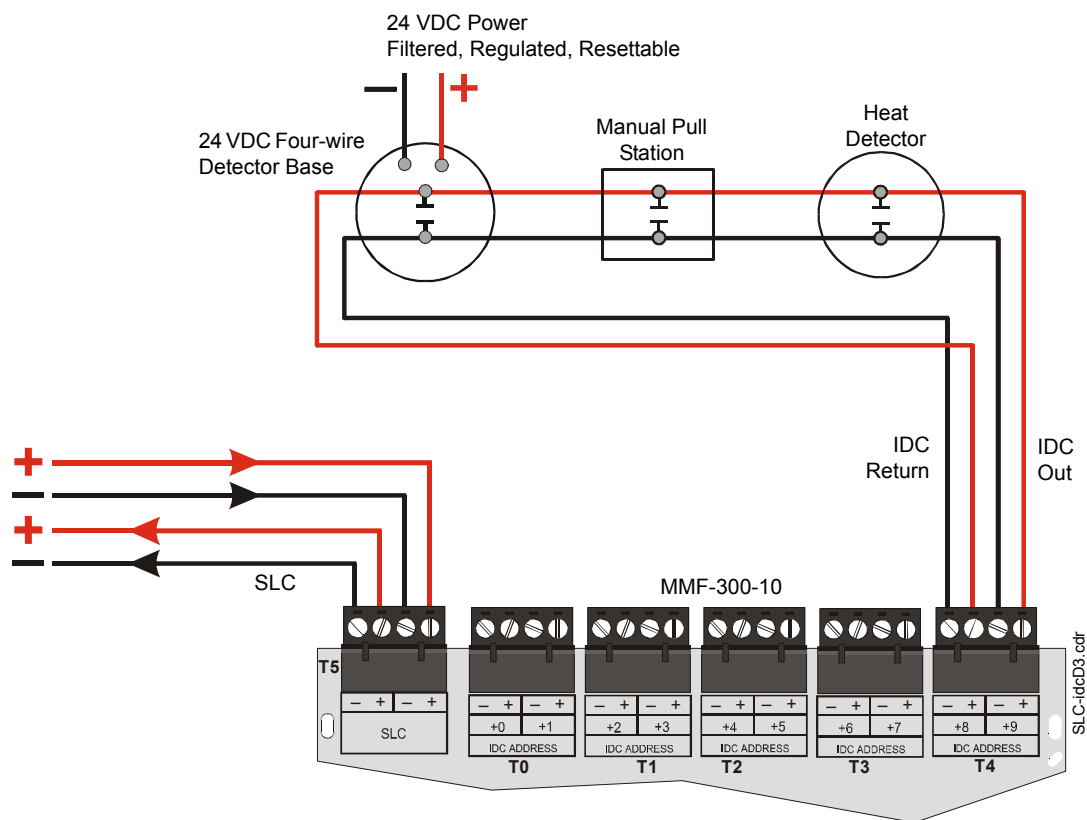 24 VDC Power
Filtered, Regulated, Resettable
− +
24 VDC Four-wire
Detector Base
Manual Pull
Station
Heat
Detector
IDC
Return
IDC
Out
+
−
+
−
SLC
MMF-300-10
T5
− + − +
SLC
− + − +
+0 +1
IDC ADDRESS
T0
− + − +
+2 +3
IDC ADDRESS
T1
− + − +
+4 +5
IDC ADDRESS
T2
− + − +
+6 +7
IDC ADDRESS
T3
− + − +
+8 +9
IDC ADDRESS
T4
SLC-idcD3.cdr